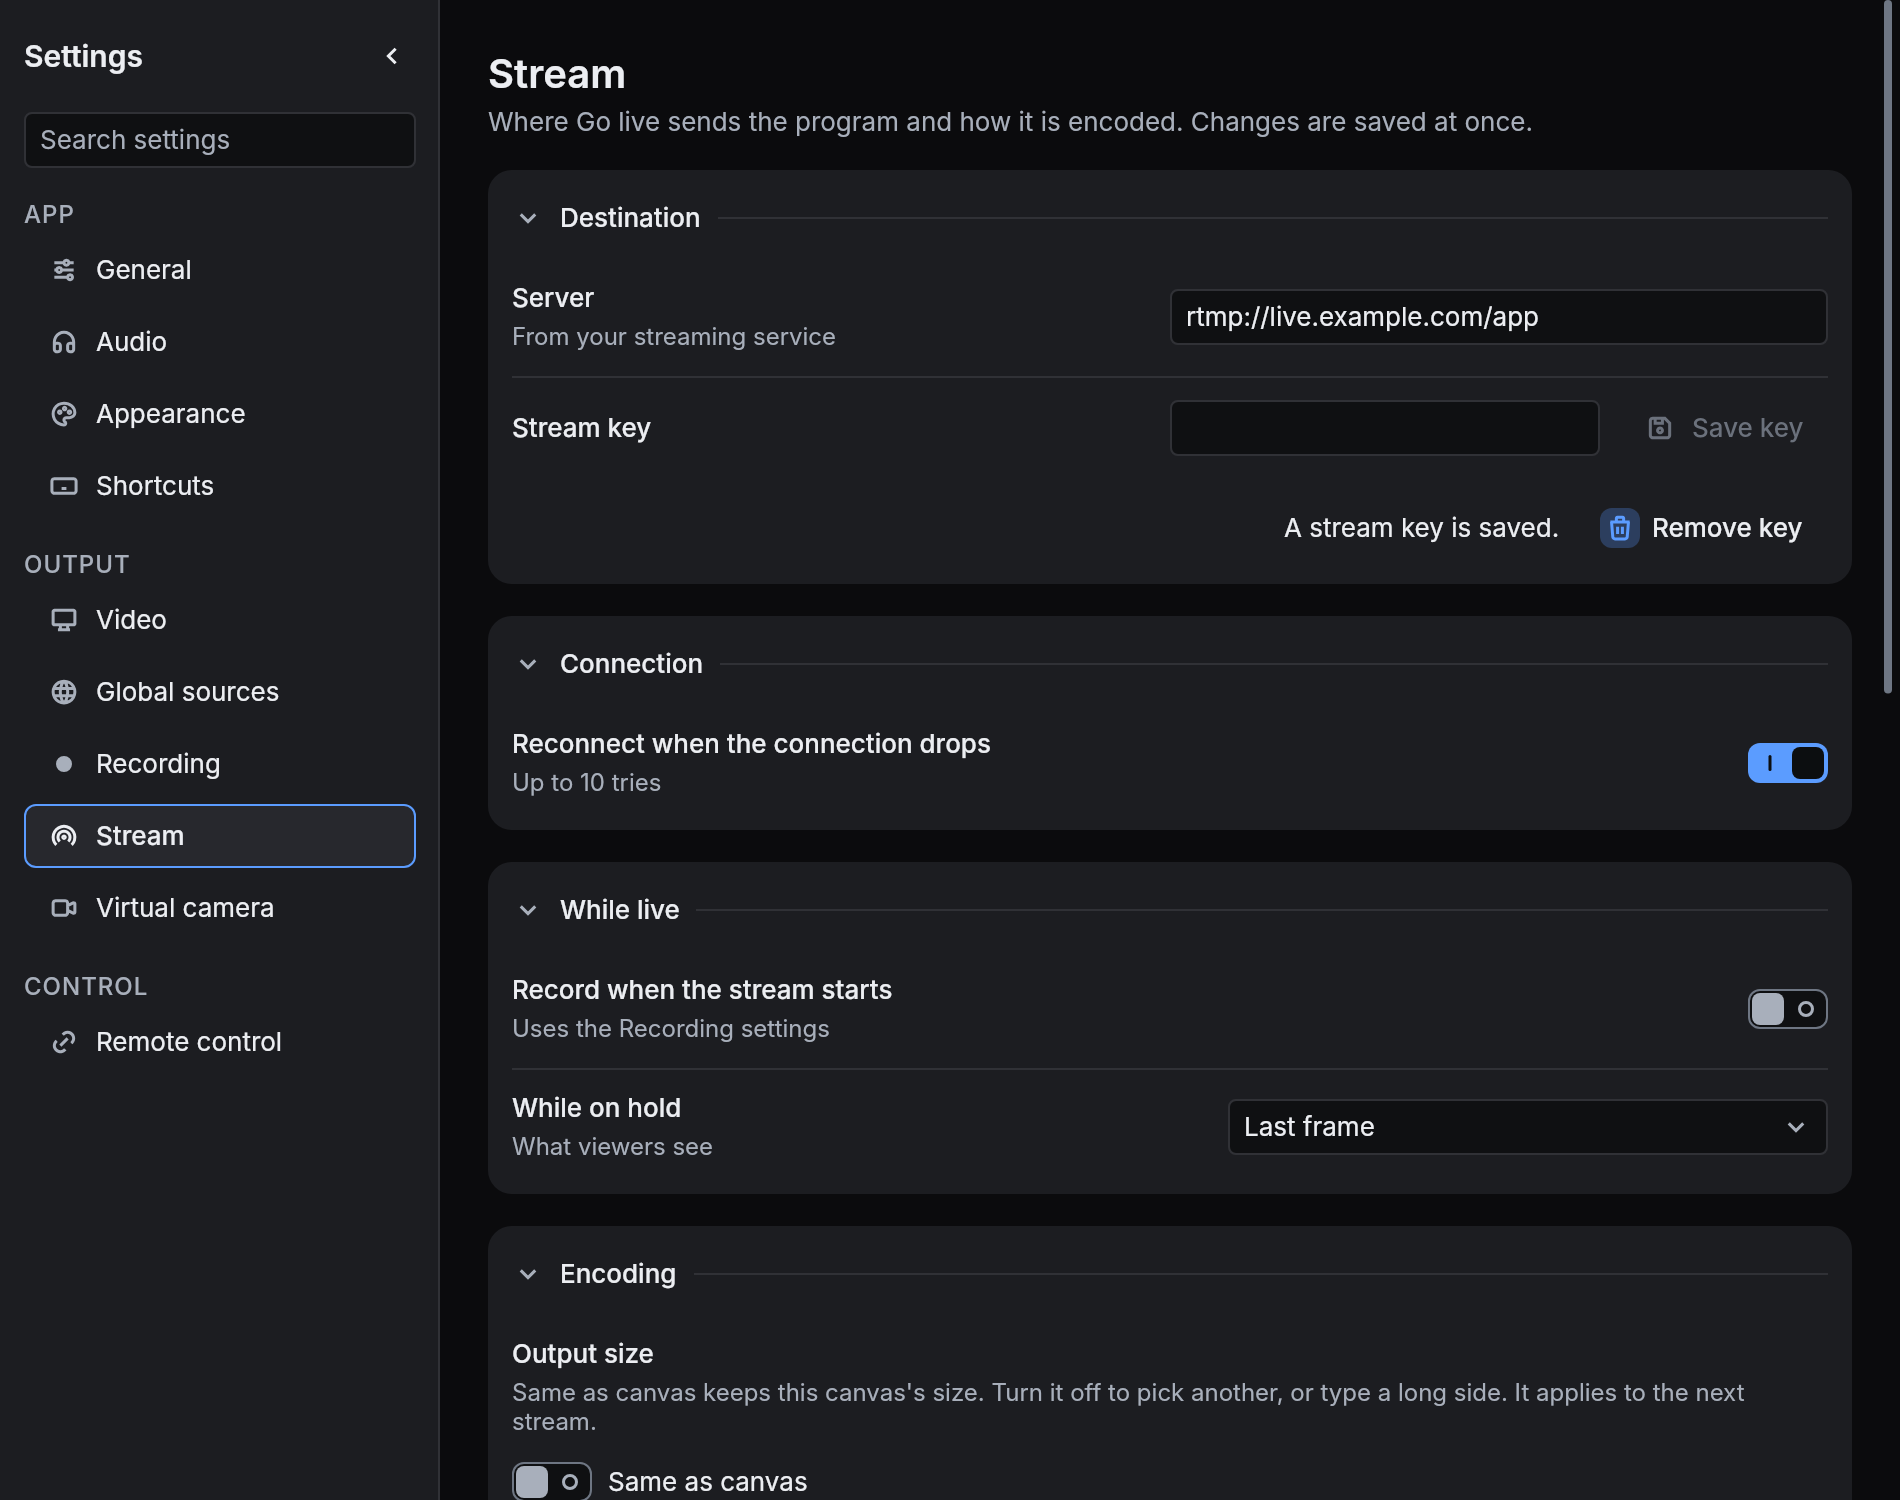 Settings
Search settings
APP
General
Audio
Appearance
Shortcuts
OUTPUT
Video
Global sources
Recording
Stream
Virtual camera
CONTROL
Remote control
Stream
Where Go live sends the program and how it is encoded. Changes are saved at once.
Destination
Server
From your streaming service
rtmp://live.example.com/app
Stream key
Save key
A stream key is saved.
Remove key
Connection
Reconnect when the connection drops
Up to 10 tries
While live
Record when the stream starts
Uses the Recording settings
While on hold
What viewers see
Last frame
Encoding
Output size
Same as canvas keeps this canvas's size. Turn it off to pick another, or type a long side. It applies to the next
stream.
Same as canvas